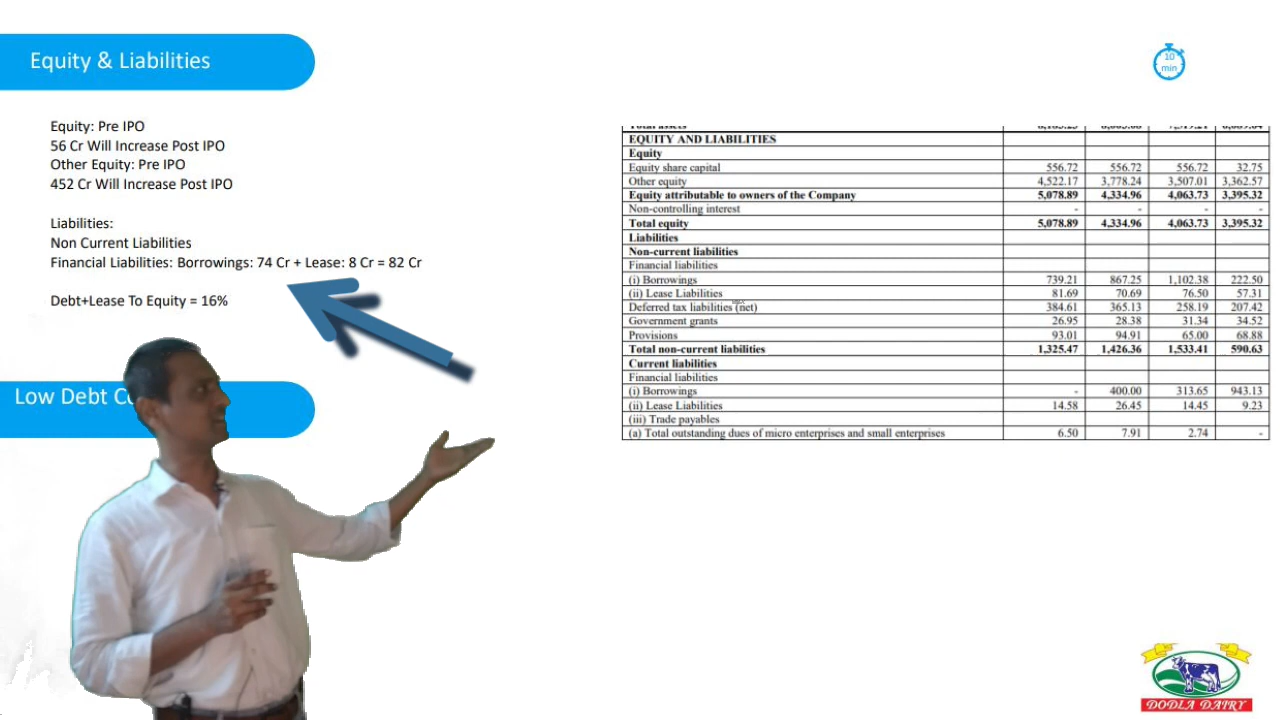 Equity & Liabilities
10
min
Equity: Pre IPO
56 Cr Will Increase Post IPO
Other Equity: Pre IPO
452 Cr Will Increase Post IPO
Liabilities:
Non Current Liabilities
Financial Liabilities: Borrowings: 74 Cr + Lease: 8 Cr = 82 Cr
Debt+Lease To Equity = 16%
Low Debt
Total assets
EQUITY AND LIABILITIES
Equity
Equity share capital 556.72 556.72 556.72 32.75
Other equity 4,522.17 3,778.24 3,507.01 3,362.57
Equity attributable to owners of the Company 5,078.89 4,334.96 4,063.73 3,395.32
Non-controlling interest - - - -
Total equity 5,078.89 4,334.96 4,063.73 3,395.32
Liabilities
Non-current liabilities
Financial liabilities
(i) Borrowings 739.21 867.25 1,102.38 222.50
(ii) Lease Liabilities 81.69 70.69 76.50 57.31
Deferred tax liabilities (net) 384.61 365.13 258.19 207.42
Government grants 26.95 28.38 31.34 34.52
Provisions 93.01 94.91 65.00 68.88
Total non-current liabilities 1,325.47 1,426.36 1,533.41 590.63
Current liabilities
Financial liabilities
(i) Borrowings - 400.00 313.65 943.13
(ii) Lease Liabilities 14.58 26.45 14.45 9.23
(iii) Trade payables
(a) Total outstanding dues of micro enterprises and small enterprises 6.50 7.91 2.74 -
DODLA DAIRY